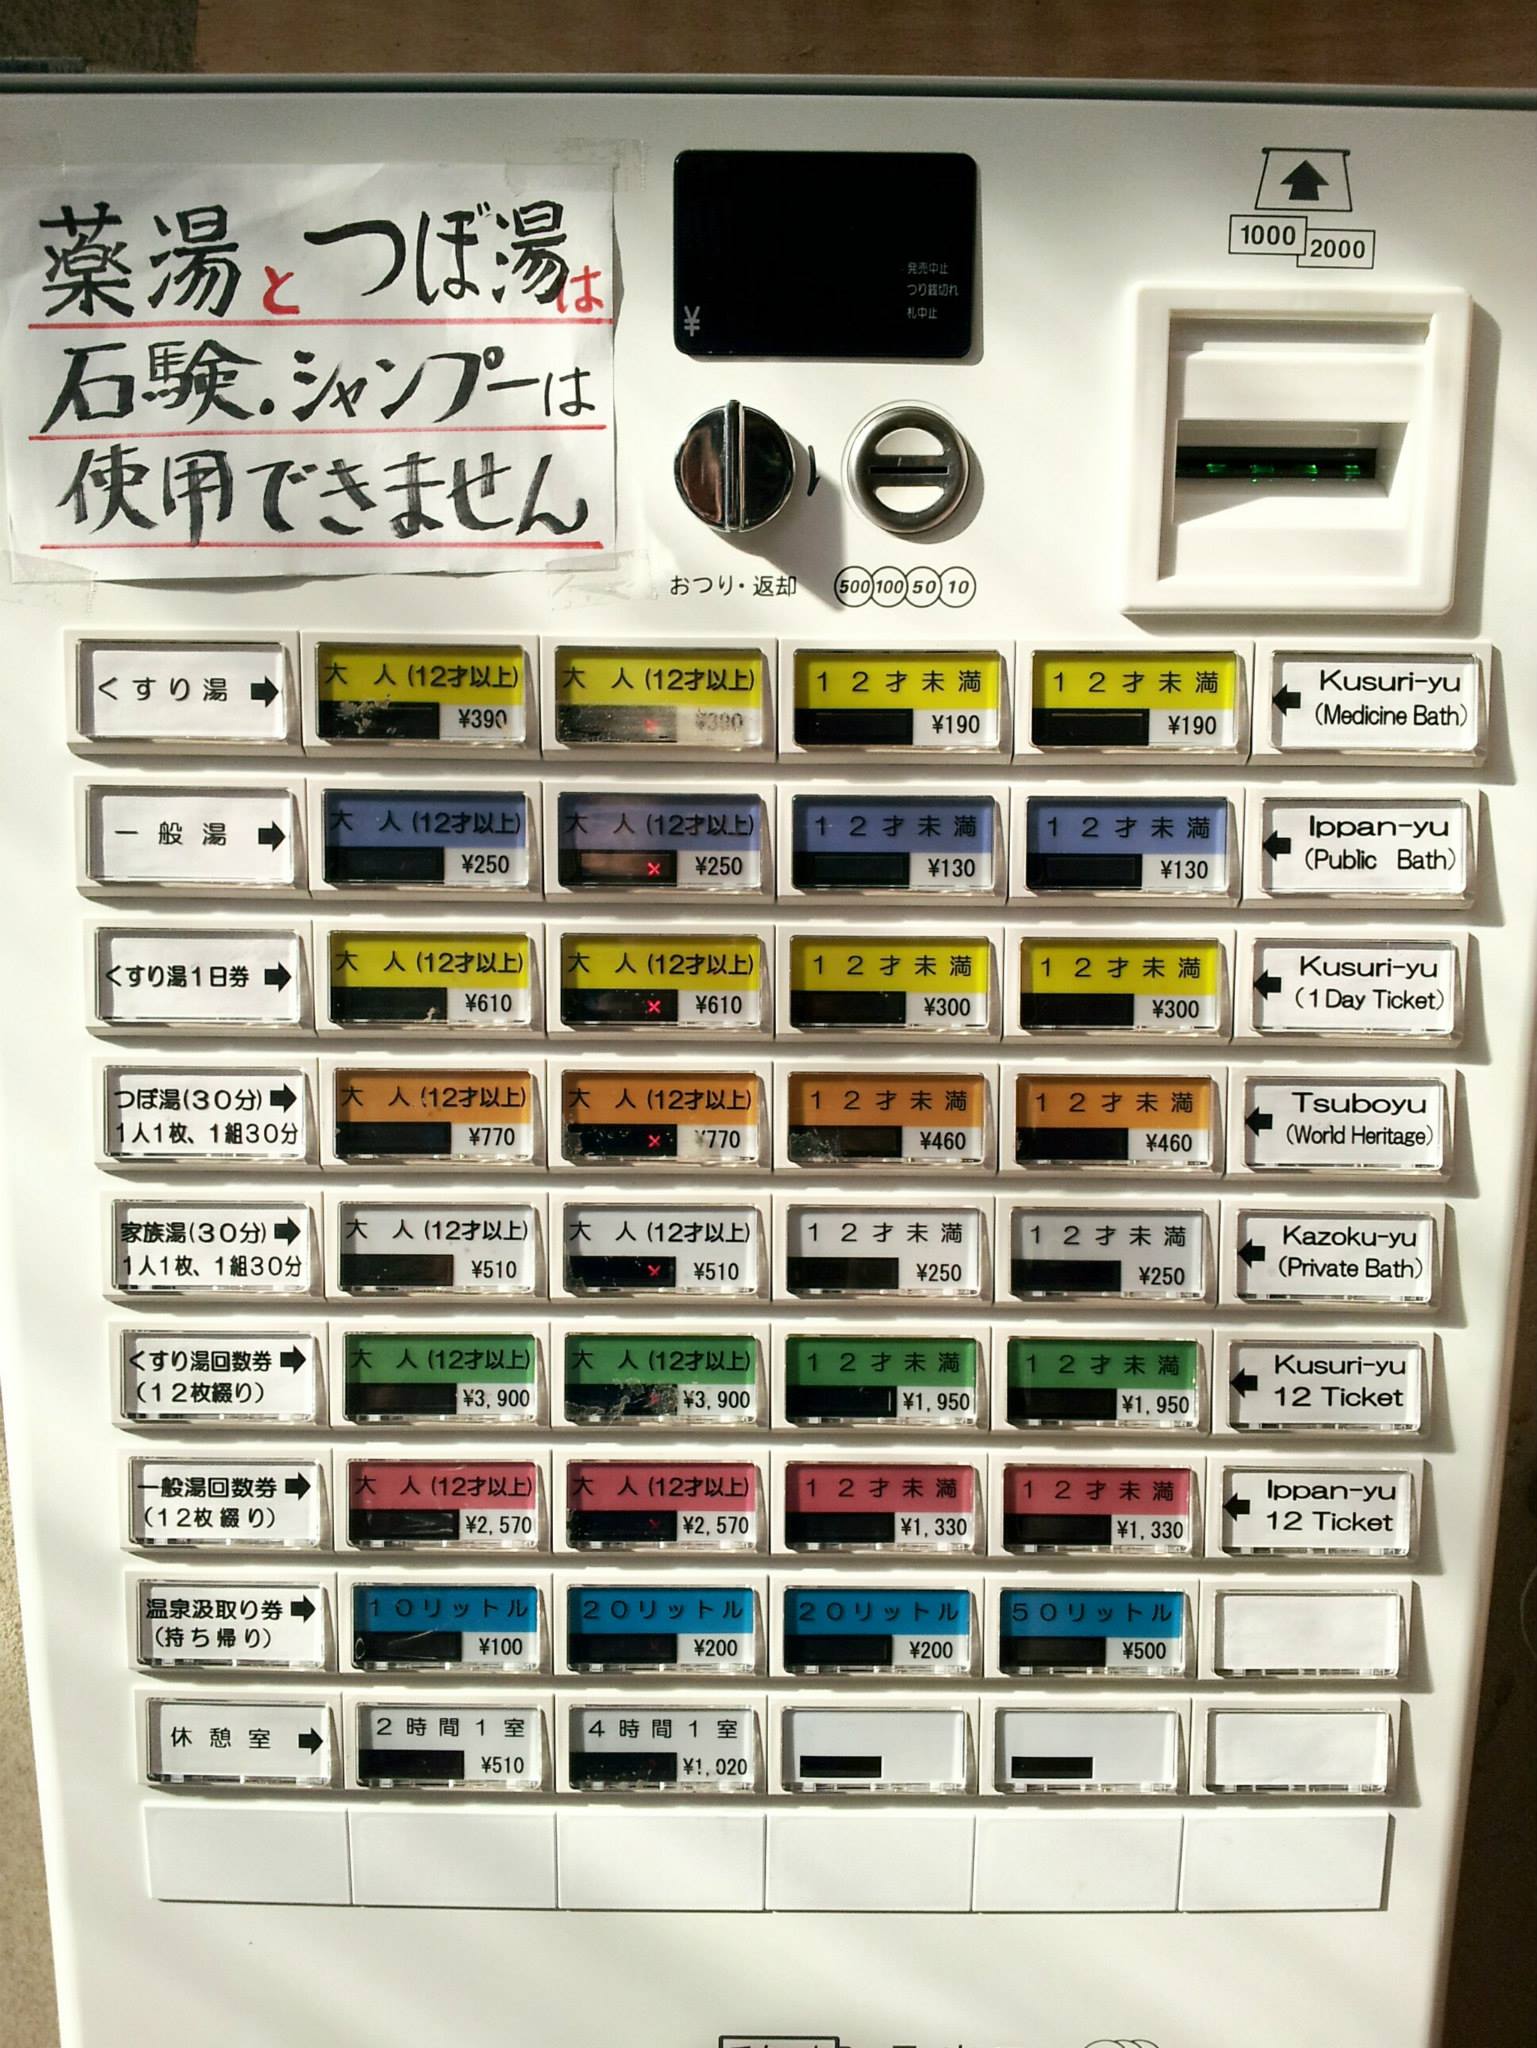 薬湯とつぼ湯は
石験.シャンプーは
使用できません
¥
発売中止
つり銭切れ
札中止
1000 2000
おつり・返却
500 100 50 10
くすり湯 大人(12才以上) ¥390 大人(12才以上) ¥390 12才未満 ¥190 12才未満 ¥190 Kusuri-yu (Medicine Bath)
一般湯 大人(12才以上) ¥250 大人(12才以上) ¥250 12才未満 ¥130 12才未満 ¥130 Ippan-yu (Public Bath)
くすり湯1日券 大人(12才以上) ¥610 大人(12才以上) ¥610 12才未満 ¥300 12才未満 ¥300 Kusuri-yu (1 Day Ticket)
つぼ湯(30分) 1人1枚、1組30分 大人(12才以上) ¥770 大人(12才以上) ¥770 12才未満 ¥460 12才未満 ¥460 Tsuboyu (World Heritage)
家族湯(30分) 1人1枚、1組30分 大人(12才以上) ¥510 大人(12才以上) ¥510 12才未満 ¥250 12才未満 ¥250 Kazoku-yu (Private Bath)
くすり湯回数券 (12枚綴り) 大人(12才以上) ¥3,900 大人(12才以上) ¥3,900 12才未満 ¥1,950 12才未満 ¥1,950 Kusuri-yu 12 Ticket
一般湯回数券 (12枚綴り) 大人(12才以上) ¥2,570 大人(12才以上) ¥2,570 12才未満 ¥1,330 12才未満 ¥1,330 Ippan-yu 12 Ticket
温泉汲取り券 (持ち帰り) 10リットル ¥100 20リットル ¥200 20リットル ¥200 50リットル ¥500
休憩室 2時間1室 ¥510 4時間1室 ¥1,020